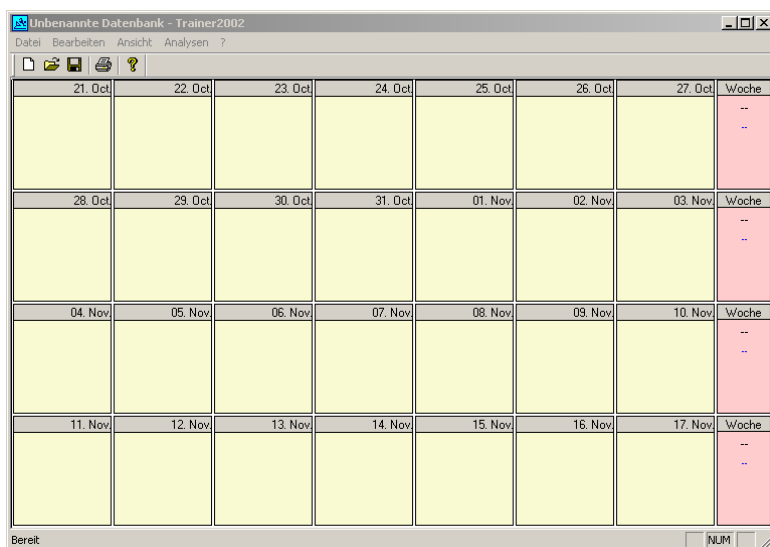 Unbenannte Datenbank - Trainer2002
Datei Bearbeiten Ansicht Analysen ?
21. Oct. 22. Oct. 23. Oct. 24. Oct. 25. Oct. 26. Oct. 27. Oct. Woche
--
--
28. Oct. 29. Oct. 30. Oct. 31. Oct. 01. Nov. 02. Nov. 03. Nov. Woche
--
--
04. Nov. 05. Nov. 06. Nov. 07. Nov. 08. Nov. 09. Nov. 10. Nov. Woche
--
--
11. Nov. 12. Nov. 13. Nov. 14. Nov. 15. Nov. 16. Nov. 17. Nov. Woche
--
--
Bereit NUM